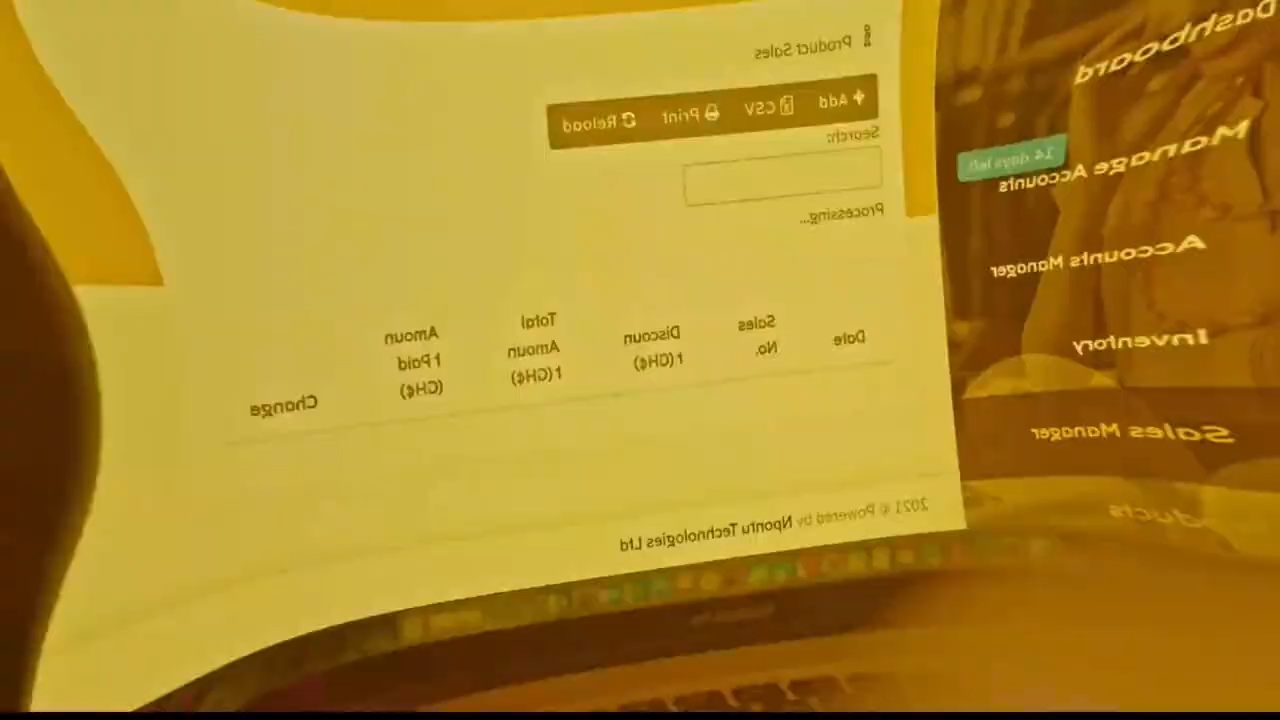 Dashboard
Manage Accounts
14 days left
Accounts Manager
Inventory
Sales Manager
Product Sales
Add CSV Print Reload
Search:
Processing...
Date
Sales
No.
Discoun
t (GH¢)
Total
Amoun
t (GH¢)
Amoun
t Paid
(GH¢)
Change
2021 © Powered by Npontu Technologies Ltd